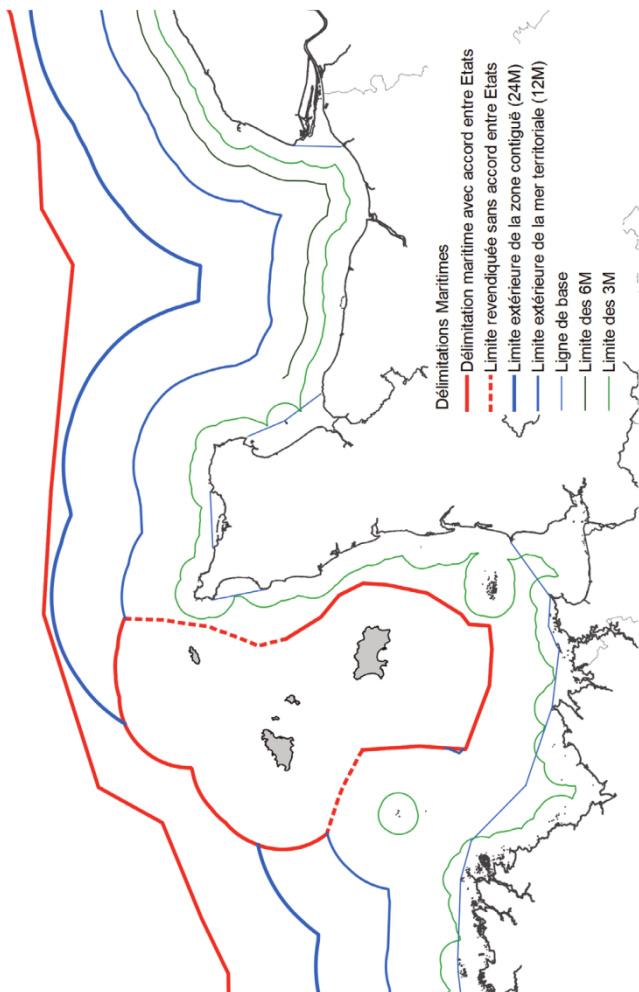 Délimitations Maritimes
Délimitation maritime avec accord entre Etats
Limite revendiquée sans accord entre Etats
Limite extérieure de la zone contiguë (24M)
Limite extérieure de la mer territoriale (12M)
Ligne de base
Limite des 6M
Limite des 3M